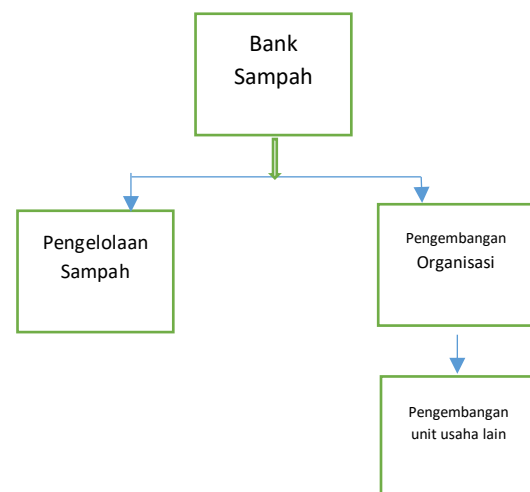 Bank
Sampah
Pengelolaan
Sampah
Pengembangan
Organisasi
Pengembangan
unit usaha lain